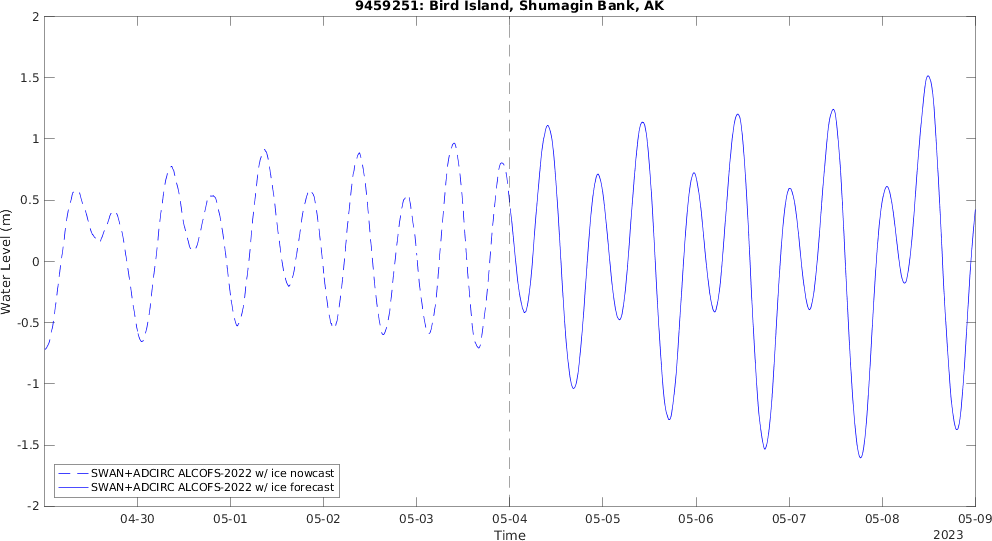 9459251: Bird Island, Shumagin Bank, AK
2
1.5
1
0.5
0
-0.5
-1
-1.5
-2
Water Level (m)
SWAN+ADCIRC ALCOFS-2022 w/ ice nowcast
SWAN+ADCIRC ALCOFS-2022 w/ ice forecast
04-30 05-01 05-02 05-03 05-04 05-05 05-06 05-07 05-08 05-09
Time
2023